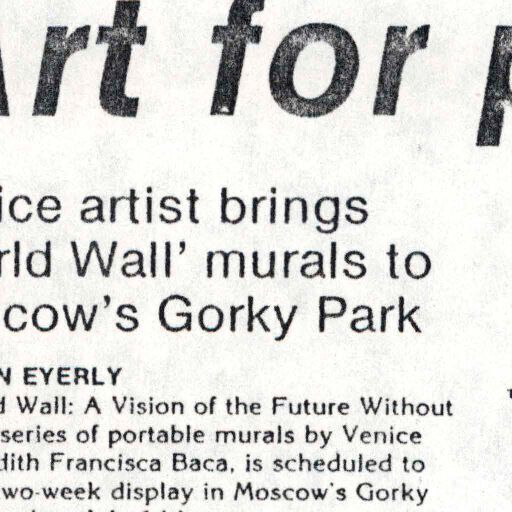 Art for p
ice artist brings
rld Wall' murals to
cow's Gorky Park
N EYERLY
d Wall: A Vision of the Future Without
series of portable murals by Venice
dith Francisca Baca, is scheduled to
two-week display in Moscow's Gorky